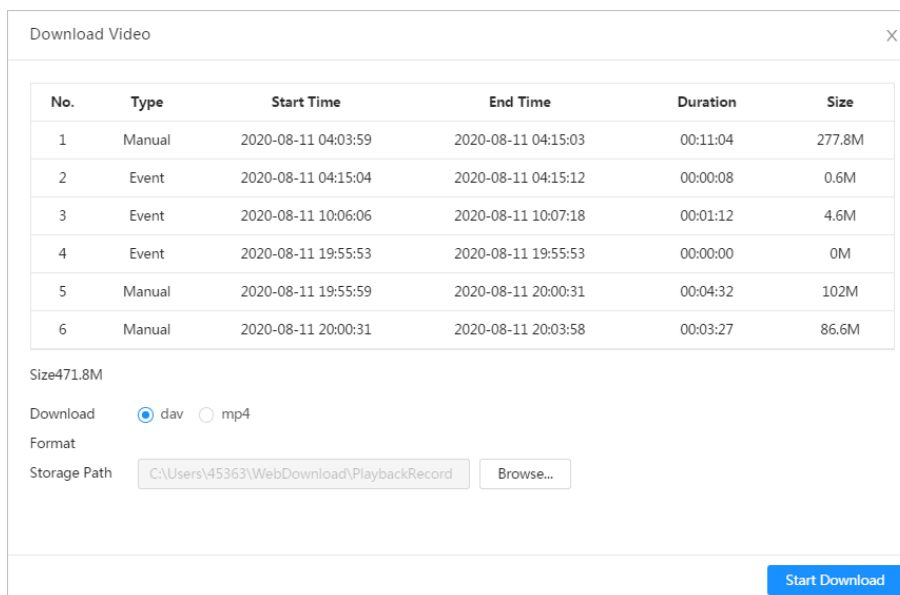 Download Video
No. Type Start Time End Time Duration Size
1 Manual 2020-08-11 04:03:59 2020-08-11 04:15:03 00:11:04 277.8M
2 Event 2020-08-11 04:15:04 2020-08-11 04:15:12 00:00:08 0.6M
3 Event 2020-08-11 10:06:06 2020-08-11 10:07:18 00:01:12 4.6M
4 Event 2020-08-11 19:55:53 2020-08-11 19:55:53 00:00:00 0M
5 Manual 2020-08-11 19:55:59 2020-08-11 20:00:31 00:04:32 102M
6 Manual 2020-08-11 20:00:31 2020-08-11 20:03:58 00:03:27 86.6M
Size471.8M
Download dav mp4
Format
Storage Path C:\Users\45363\WebDownload\PlaybackRecord Browse...
Start Download